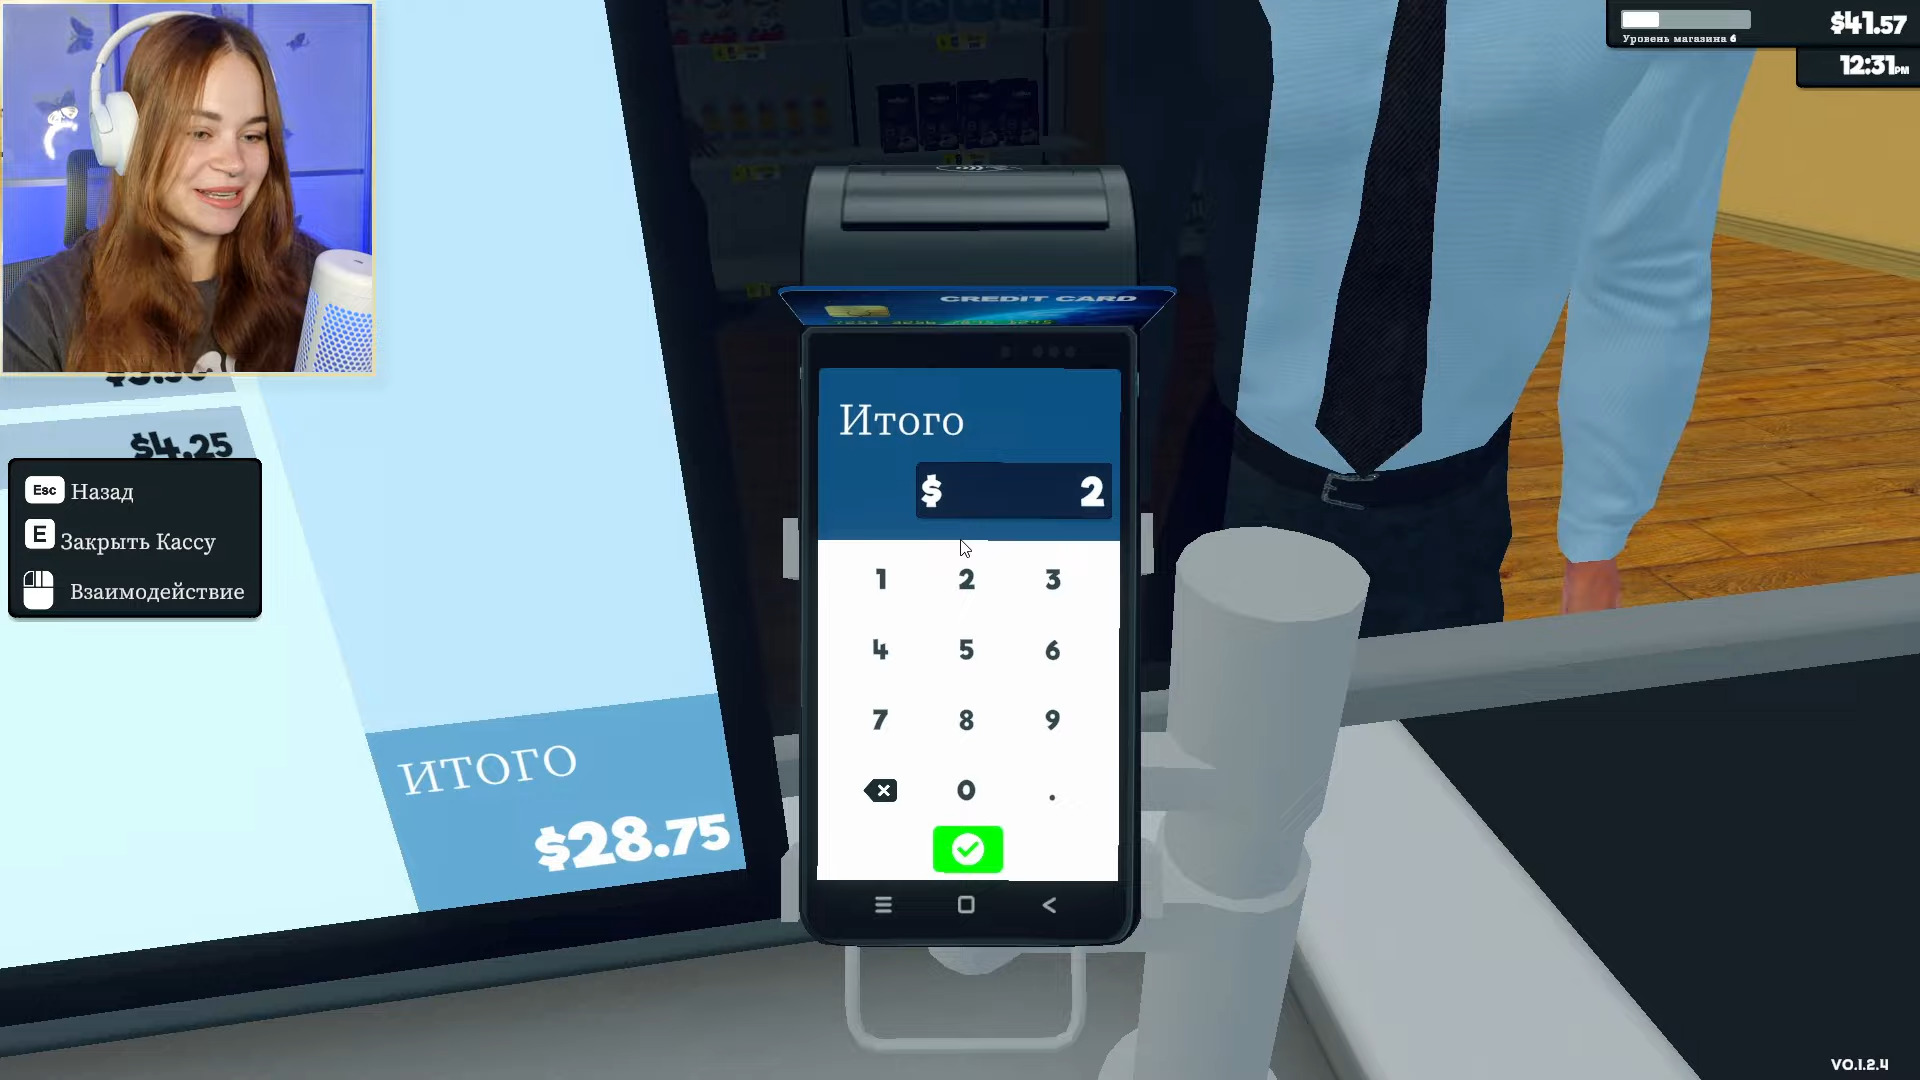 $41.57
Уровень магазина 6
12:31PM
CREDIT CARD
$4.25
Esc Назад
E Закрыть Кассу
Взаимодействие
Итого
$ 2
1 2 3
4 5 6
7 8 9
0 .
ИТОГО
$28.75
V0.1.2.4